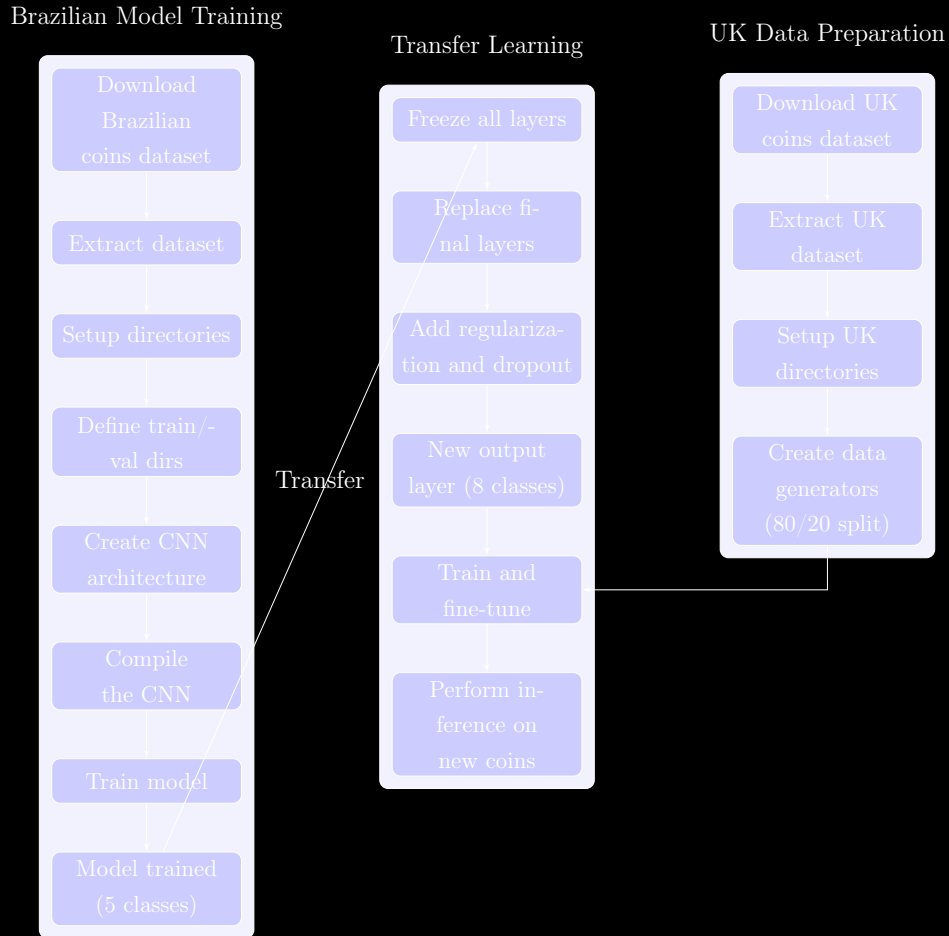 Brazilian Model Training
Download
Brazilian
coins dataset
Extract dataset
Setup directories
Define train/-
val dirs
Create CNN
architecture
Compile
the CNN
Train model
Model trained
(5 classes)
Transfer
Transfer Learning
Freeze all layers
Replace fi-
nal layers
Add regulariza-
tion and dropout
New output
layer (8 classes)
Train and
fine-tune
Perform in-
ference on
new coins
UK Data Preparation
Download UK
coins dataset
Extract UK
dataset
Setup UK
directories
Create data
generators
(80/20 split)